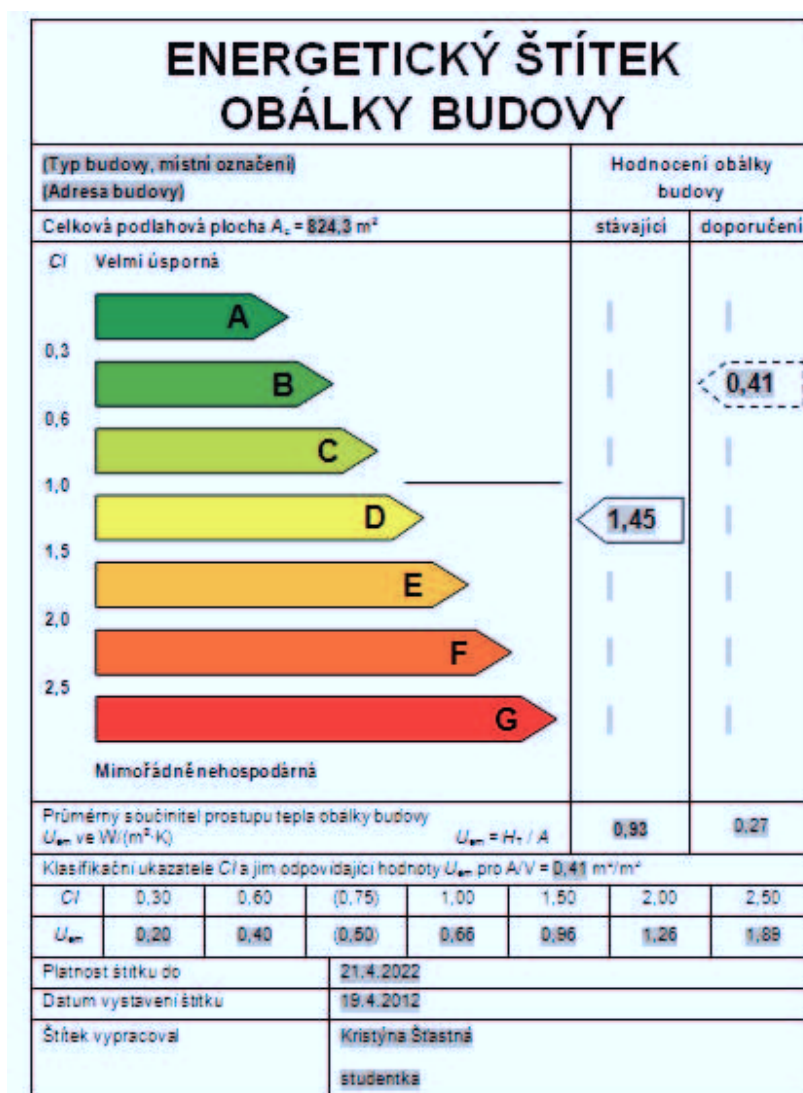 ENERGETICKÝ ŠTÍTEK
OBÁLKY BUDOVY
(Typ budovy, místní označení)
(Adresa budovy)
Hodnocení obálky
budovy
Celková podlahová plocha Ac = 824,3 m²
stávající
doporučení
CI Velmi úsporná
A
0,3
B
0,41
0,6
C
1,0
D
1,45
1,5
E
2,0
F
2,5
G
Mimořádně nehospodárná
Průměrný součinitel prostupu tepla obálky budovy
Uem ve W/(m²·K) Uem = HT / A
0,93
0,27
Klasifikační ukazatele CI a jim odpovídající hodnoty Uem pro A/V = 0,41 m²/m³
CI 0,30 0,60 (0,75) 1,00 1,50 2,00 2,50
Uem 0,20 0,40 (0,50) 0,66 0,96 1,26 1,89
Platnost štítku do 21.4.2022
Datum vystavení štítku 19.4.2012
Štítek vypracoval Kristýna Šťastná
studentka